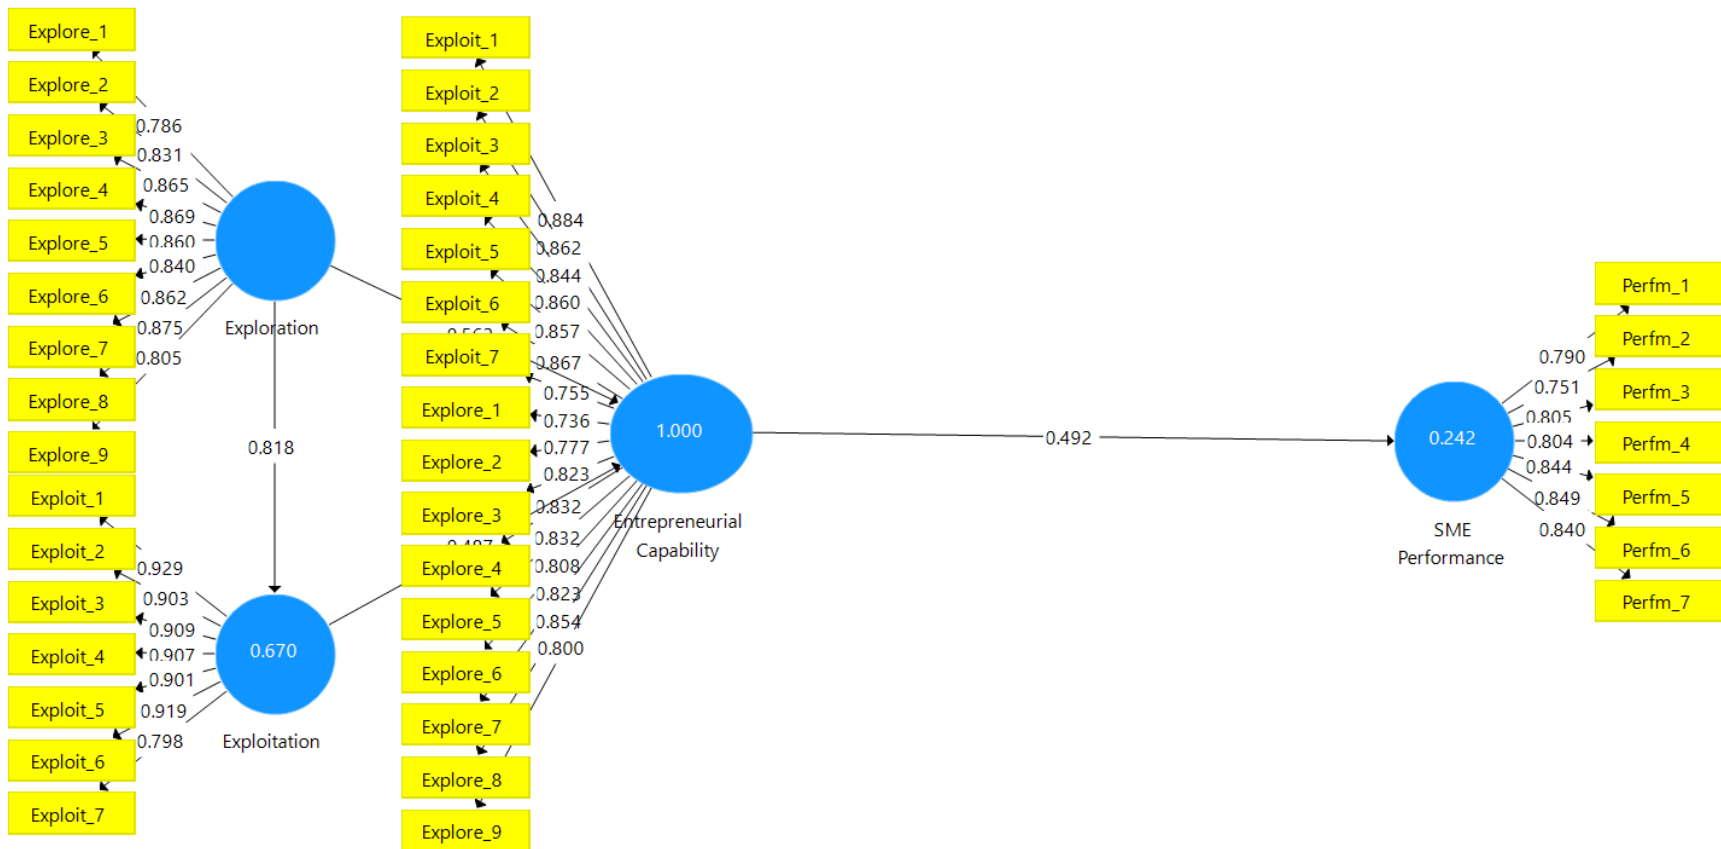 Explore_1
Explore_2
Explore_3
Explore_4
Explore_5
Explore_6
Explore_7
Explore_8
Explore_9
0.786
0.831
0.865
0.869
0.860
0.840
0.862
0.875
0.805
Exploration
0.818
Exploit_1
Exploit_2
Exploit_3
Exploit_4
Exploit_5
Exploit_6
Exploit_7
0.929
0.903
0.909
0.907
0.901
0.919
0.798
0.670
Exploitation
Exploit_1
Exploit_2
Exploit_3
Exploit_4
Exploit_5
Exploit_6
Exploit_7
Explore_1
Explore_2
Explore_3
Explore_4
Explore_5
Explore_6
Explore_7
Explore_8
Explore_9
0.884
0.862
0.844
0.860
0.857
0.867
0.755
0.736
0.777
0.823
0.832
0.832
0.808
0.823
0.854
0.800
1.000
Entrepreneurial
Capability
0.492
0.242
SME
Performance
0.790
0.751
0.805
0.804
0.844
0.849
0.840
Perfm_1
Perfm_2
Perfm_3
Perfm_4
Perfm_5
Perfm_6
Perfm_7